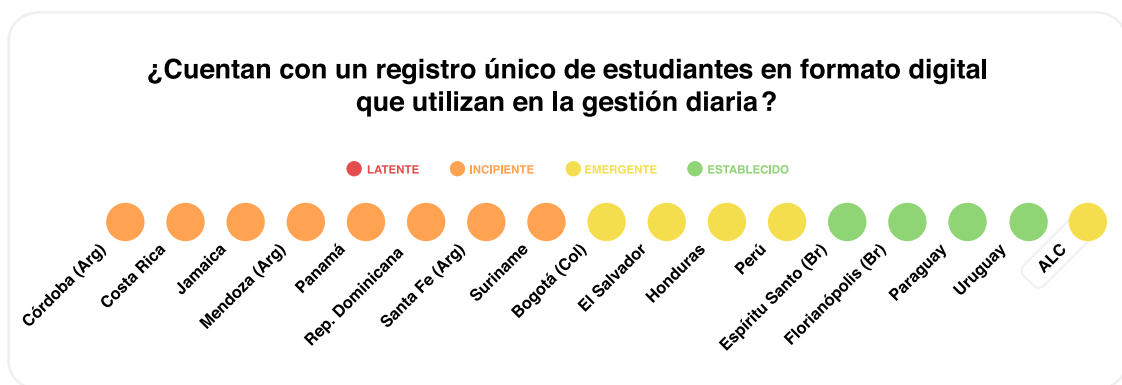 ¿Cuentan con un registro único de estudiantes en formato digital
que utilizan en la gestión diaria?
LATENTE
INCIPIENTE
EMERGENTE
ESTABLECIDO
Córdoba (Arg)
Costa Rica
Jamaica
Mendoza (Arg)
Panamá
Rep. Dominicana
Santa Fe (Arg)
Suriname
Bogotá (Col)
El Salvador
Honduras
Perú
Espíritu Santo (Br)
Florianópolis (Br)
Paraguay
Uruguay
ALC